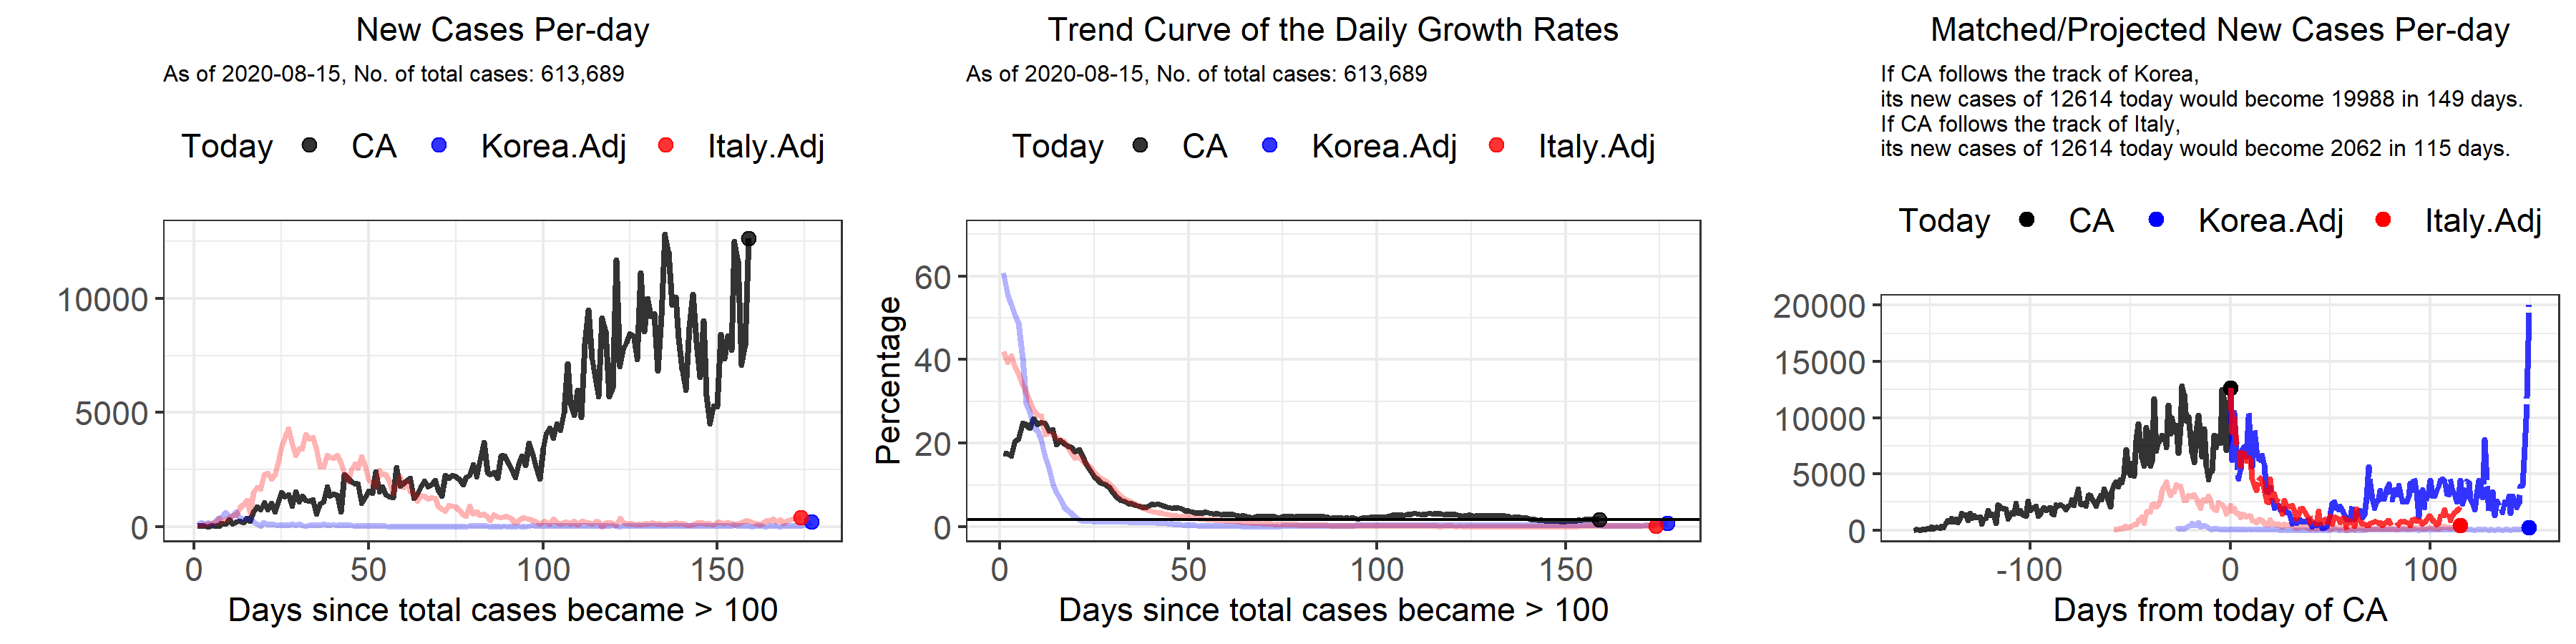 New Cases Per-day
As of 2020-08-15, No. of total cases: 613,689
Today CA Korea.Adj Italy.Adj
10000
5000
0
0 50 100 150
Days since total cases became > 100
Trend Curve of the Daily Growth Rates
As of 2020-08-15, No. of total cases: 613,689
Today CA Korea.Adj Italy.Adj
Percentage
60
40
20
0
0 50 100 150
Days since total cases became > 100
Matched/Projected New Cases Per-day
If CA follows the track of Korea,
its new cases of 12614 today would become 19988 in 149 days.
If CA follows the track of Italy,
its new cases of 12614 today would become 2062 in 115 days.
Today CA Korea.Adj Italy.Adj
20000
15000
10000
5000
0
-100 0 100
Days from today of CA